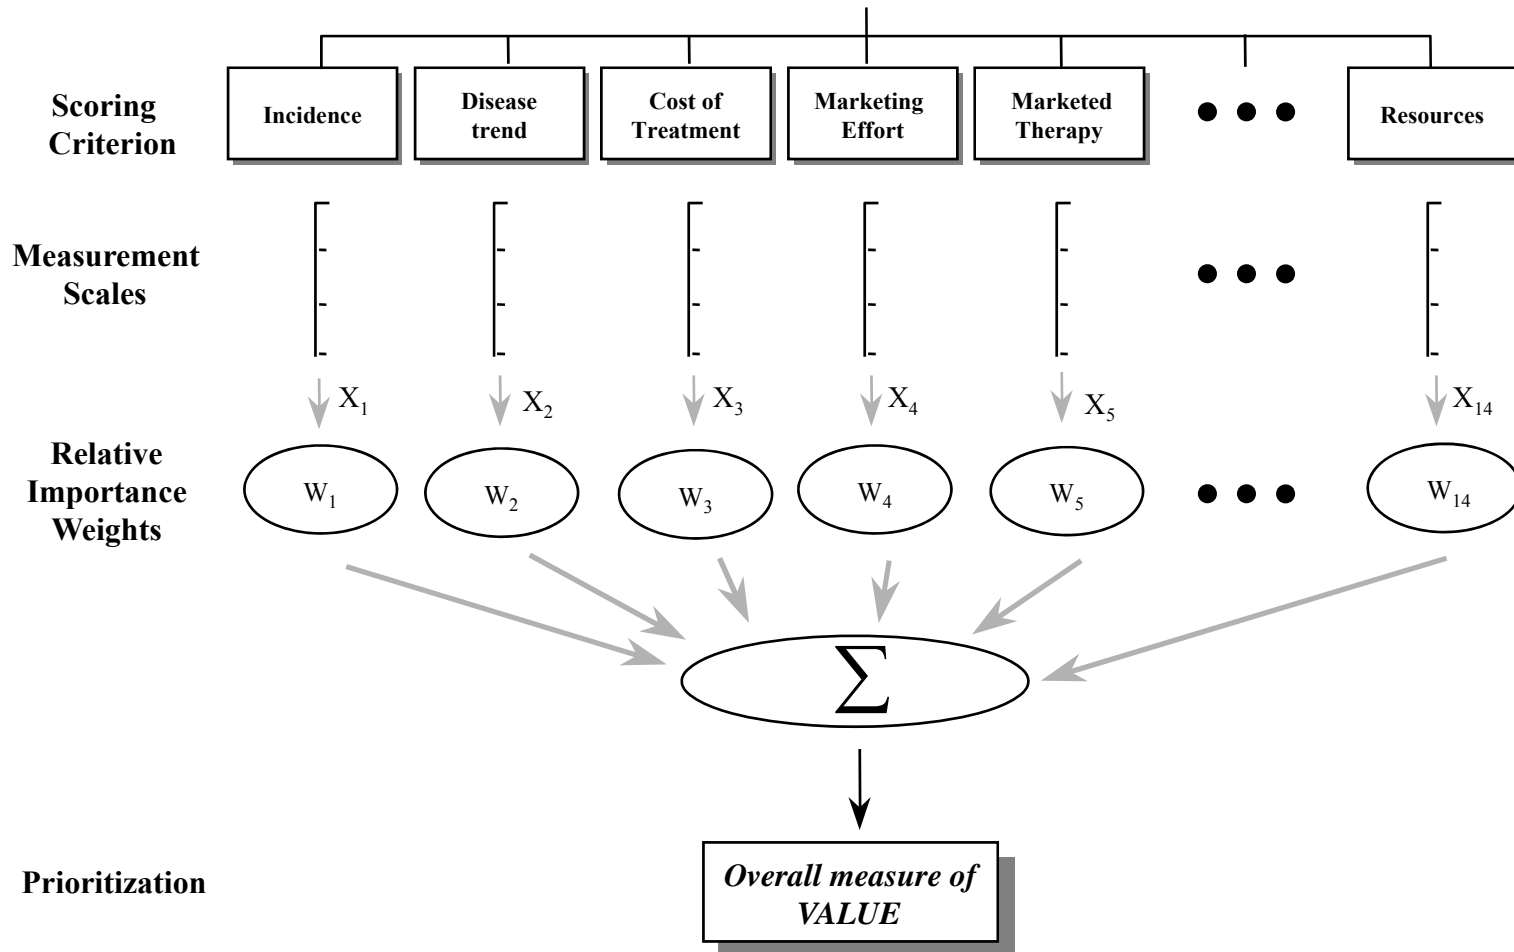 Scoring
Criterion
Incidence
Disease
trend
Cost of
Treatment
Marketing
Effort
Marketed
Therapy
Resources
Measurement
Scales
X₁
X₂
X₃
X₄
X₅
X₁₄
Relative
Importance
Weights
W₁
W₂
W₃
W₄
W₅
W₁₄
Σ
Prioritization
Overall measure of
VALUE